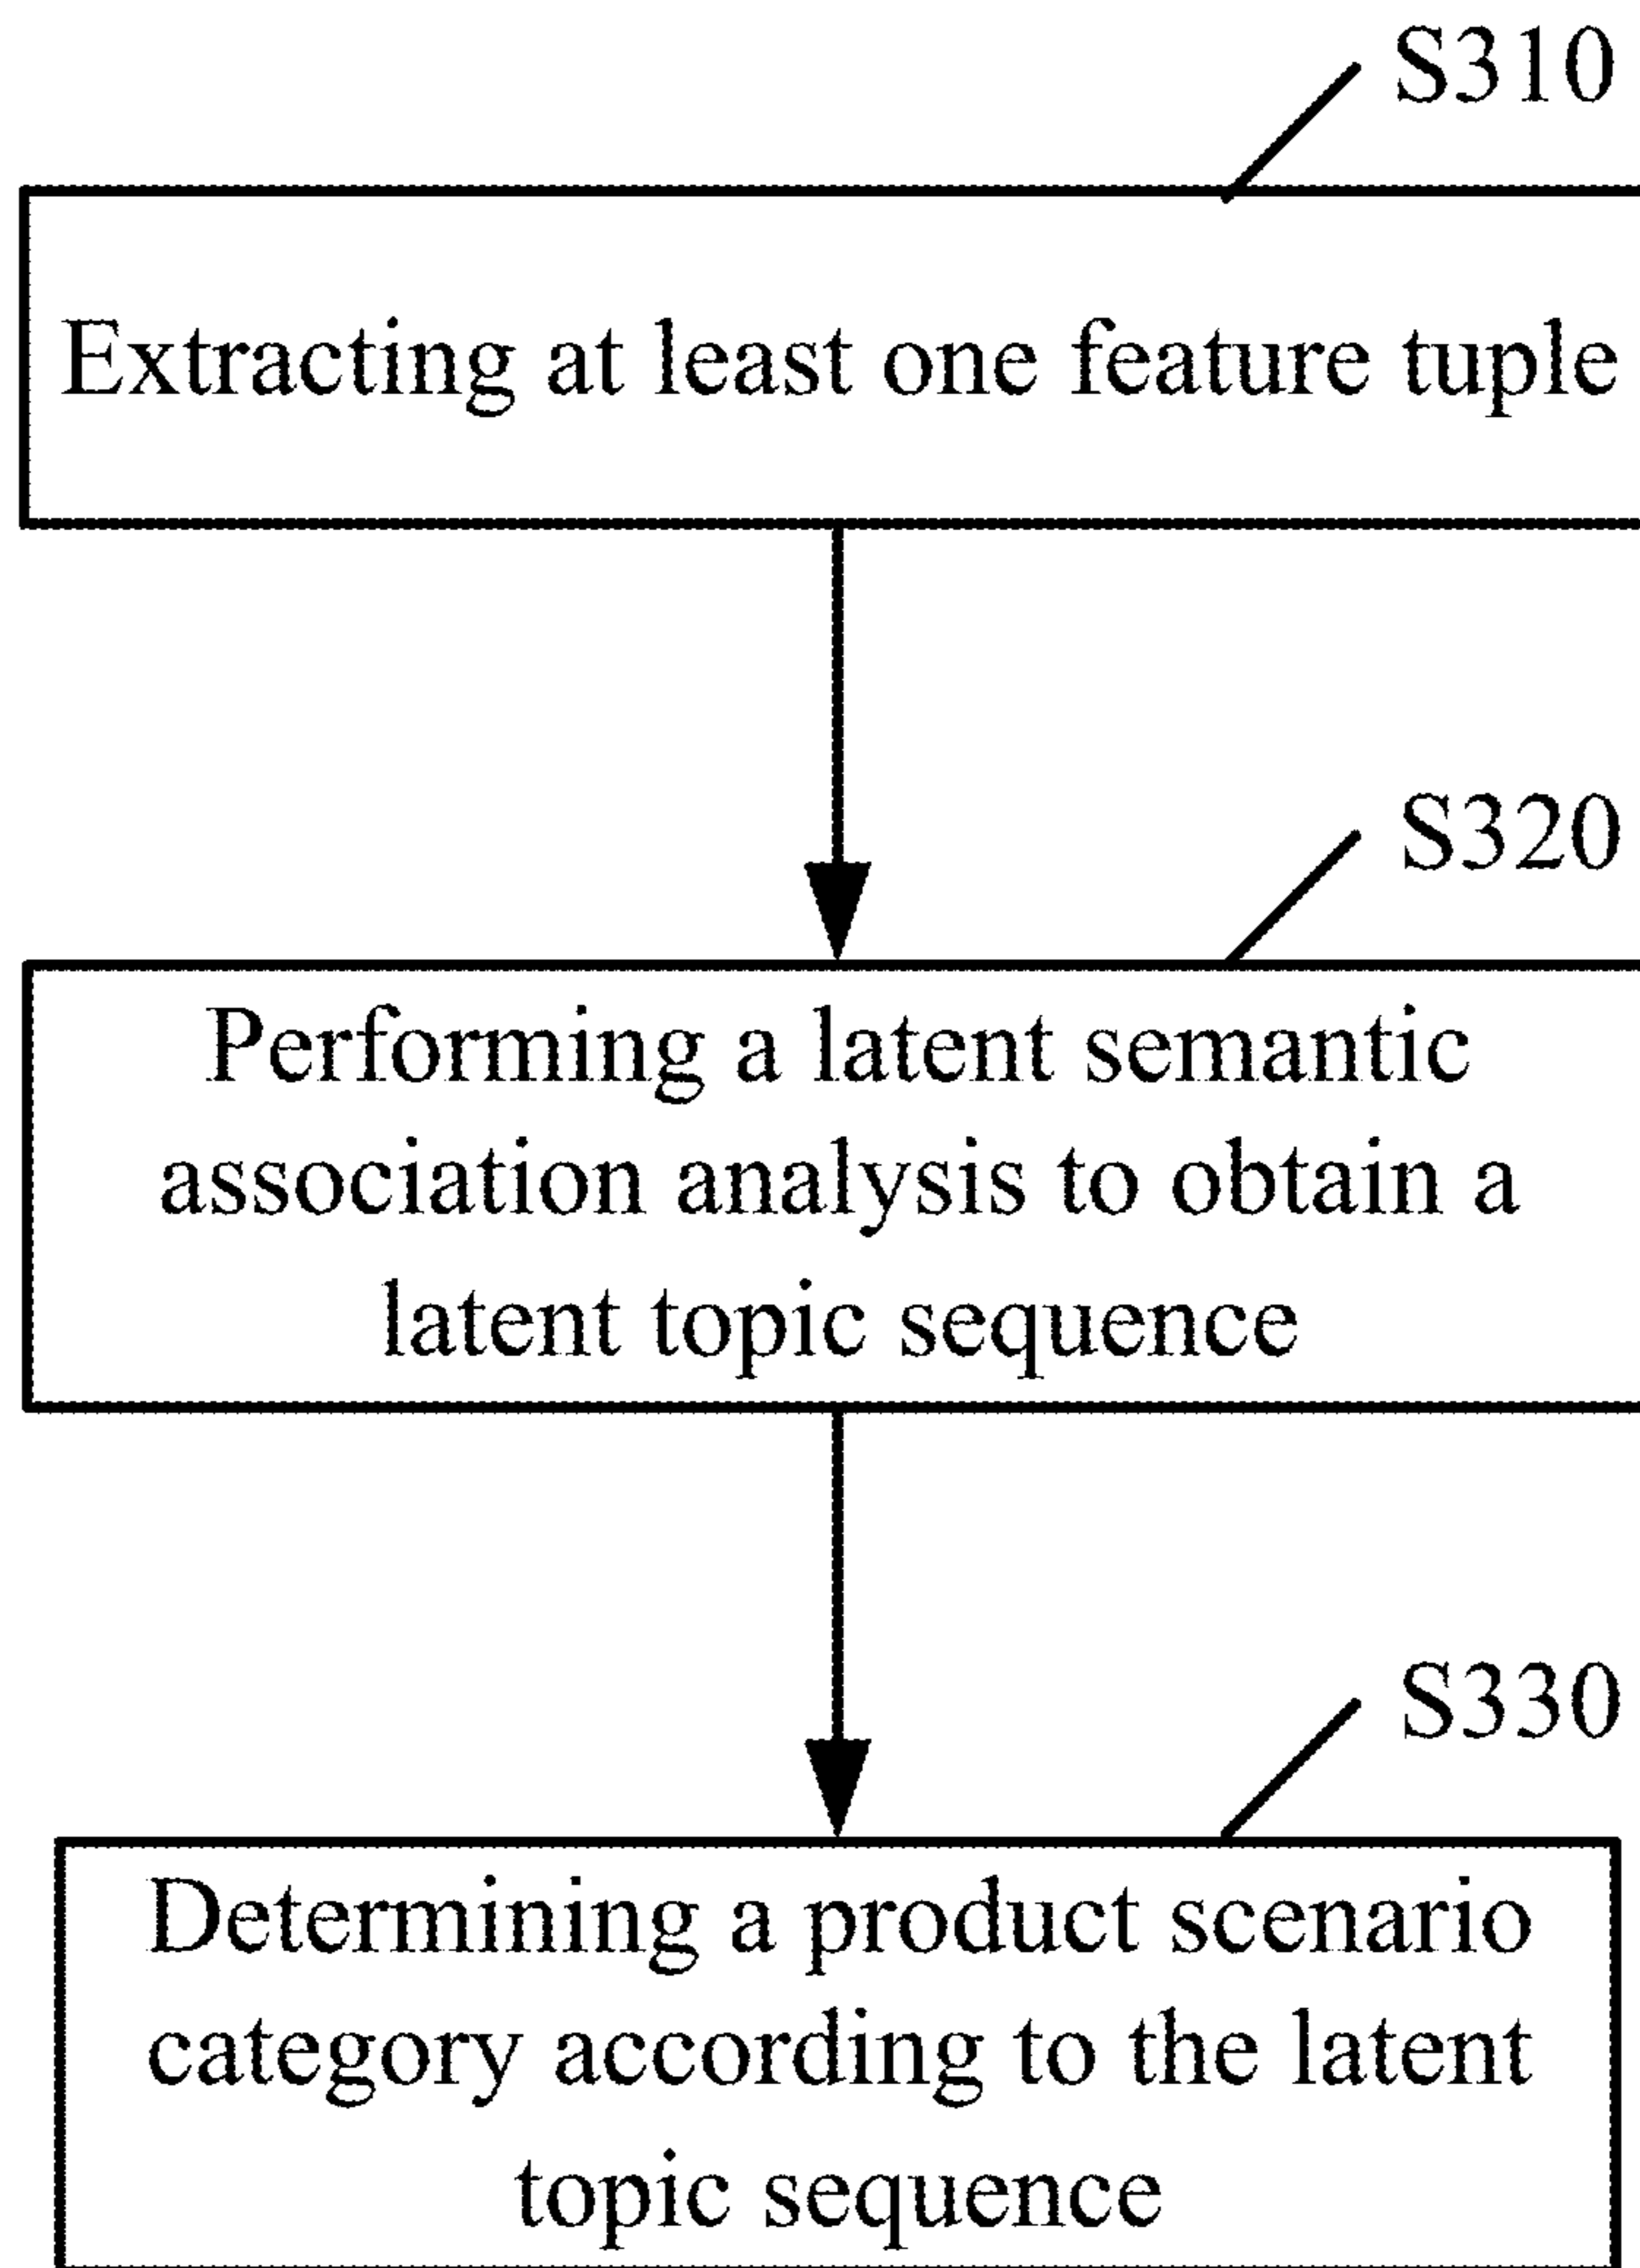 S310
Extracting at least one feature tuple
S320
Performing a latent semantic
association analysis to obtain a
latent topic sequence
S330
Determining a product scenario
category according to the latent
topic sequence